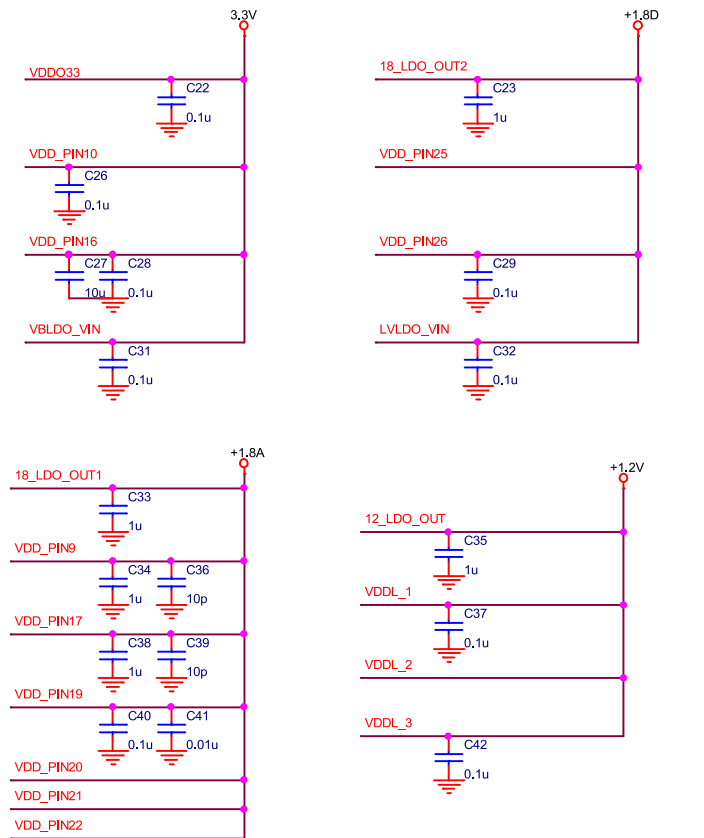 3.3V
VDDO33
C22
0.1u
VDD_PIN10
C26
0.1u
VDD_PIN16
C27
C28
10u
0.1u
VBLDO_VIN
C31
0.1u
+1.8D
18_LDO_OUT2
C23
1u
VDD_PIN25
VDD_PIN26
C29
0.1u
LVLDO_VIN
C32
0.1u
+1.8A
18_LDO_OUT1
C33
1u
VDD_PIN9
C34
C36
1u
10p
VDD_PIN17
C38
C39
1u
10p
VDD_PIN19
C40
C41
0.1u
0.01u
VDD_PIN20
VDD_PIN21
VDD_PIN22
+1.2V
12_LDO_OUT
C35
1u
VDDL_1
C37
0.1u
VDDL_2
VDDL_3
C42
0.1u